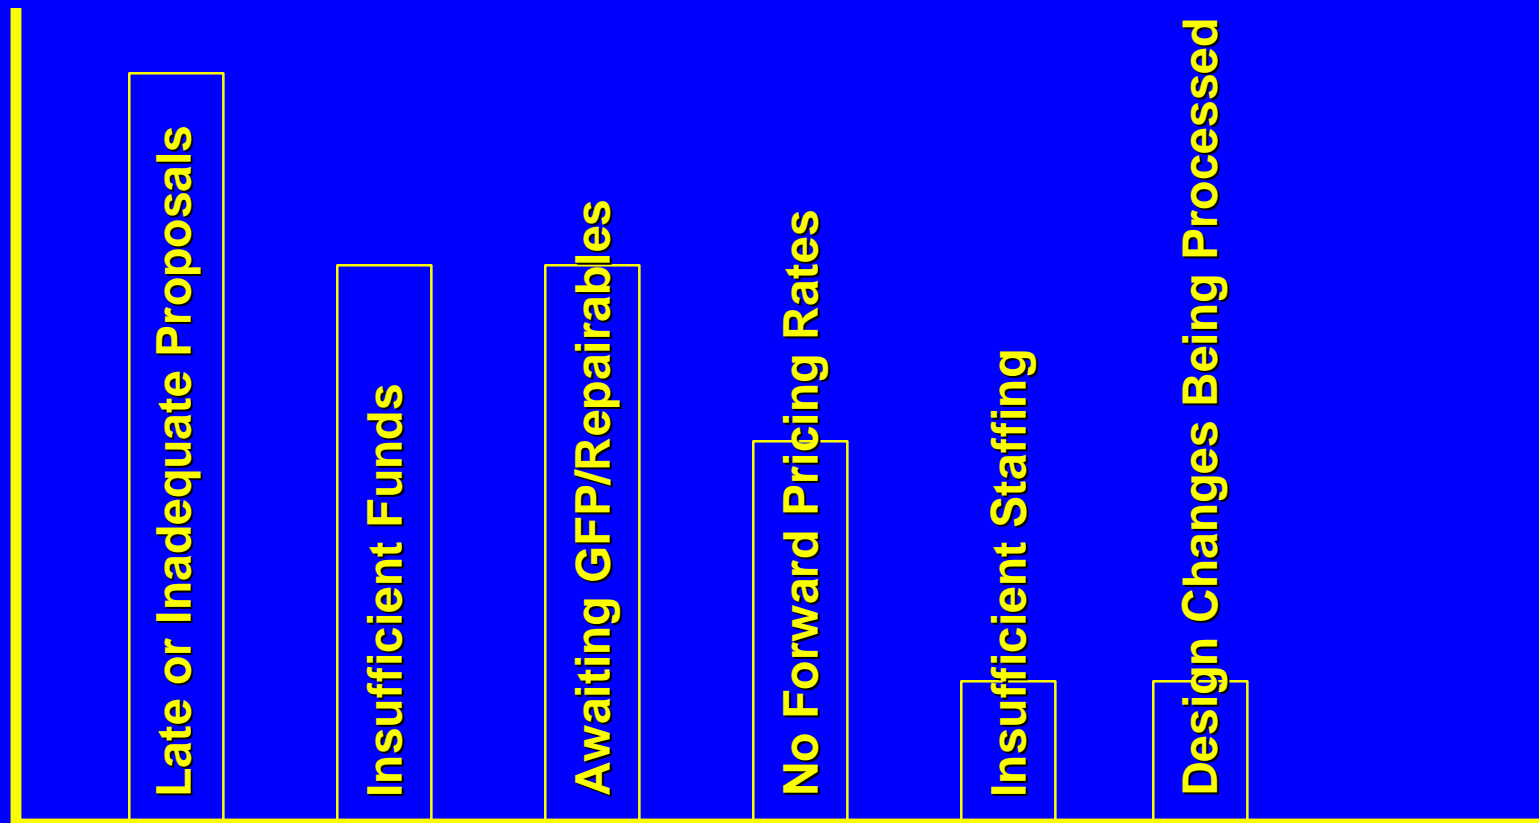 Late or Inadequate Proposals
Insufficient Funds
Awaiting GFP/Repairables
No Forward Pricing Rates
Insufficient Staffing
Design Changes Being Processed